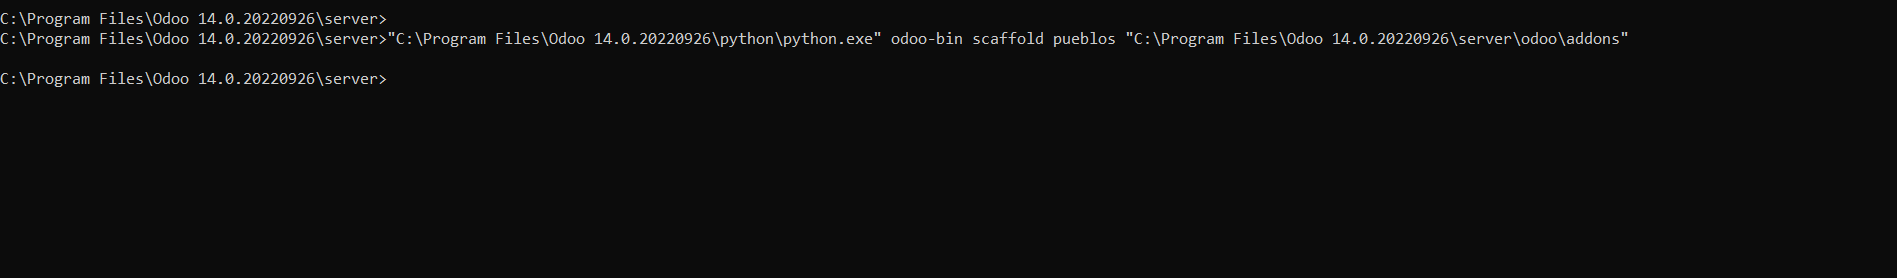 C:\Program Files\Odoo 14.0.20220926\server>
C:\Program Files\Odoo 14.0.20220926\server>"C:\Program Files\Odoo 14.0.20220926\python\python.exe" odoo-bin scaffold pueblos "C:\Program Files\Odoo 14.0.20220926\server\odoo\addons"
C:\Program Files\Odoo 14.0.20220926\server>